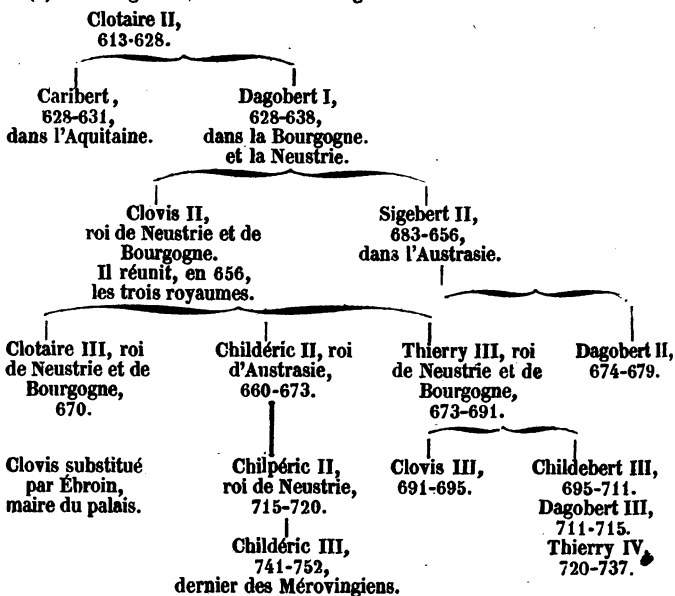 Clotaire II,
613-628.
Caribert,
628-631,
dans l'Aquitaine.
Dagobert I,
628-638,
dans la Bourgogne.
et la Neustrie.
Clovis II,
roi de Neustrie et de
Bourgogne.
Il réunit, en 656,
les trois royaumes.
Sigebert II,
683-656,
dans l'Austrasie.
Clotaire III, roi
de Neustrie et de
Bourgogne,
670.
Childéric II, roi
d'Austrasie,
660-673.
Thierry III, roi
de Neustrie et de
Bourgogne,
673-691.
Dagobert II,
674-679.
Clovis substitué
par Ébroin,
maire du palais.
Chilpéric II,
roi de Neustrie,
715-720.
Childéric III,
741-752,
dernier des Mérovingiens.
Clovis III,
691-695.
Childebert III,
695-711.
Dagobert III,
711-715.
Thierry IV,
720-737.